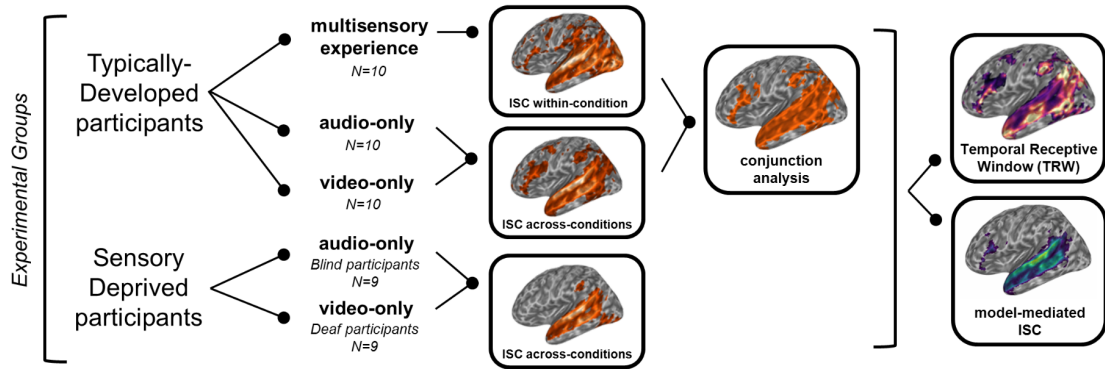 Experimental Groups
Typically-
Developed
participants
multisensory
experience
N=10
audio-only
N=10
video-only
N=10
Sensory
Deprived
participants
audio-only
Blind participants
N=9
video-only
Deaf participants
N=9
ISC within-condition
ISC across-conditions
ISC across-conditions
conjunction
analysis
Temporal Receptive
Window (TRW)
model-mediated
ISC